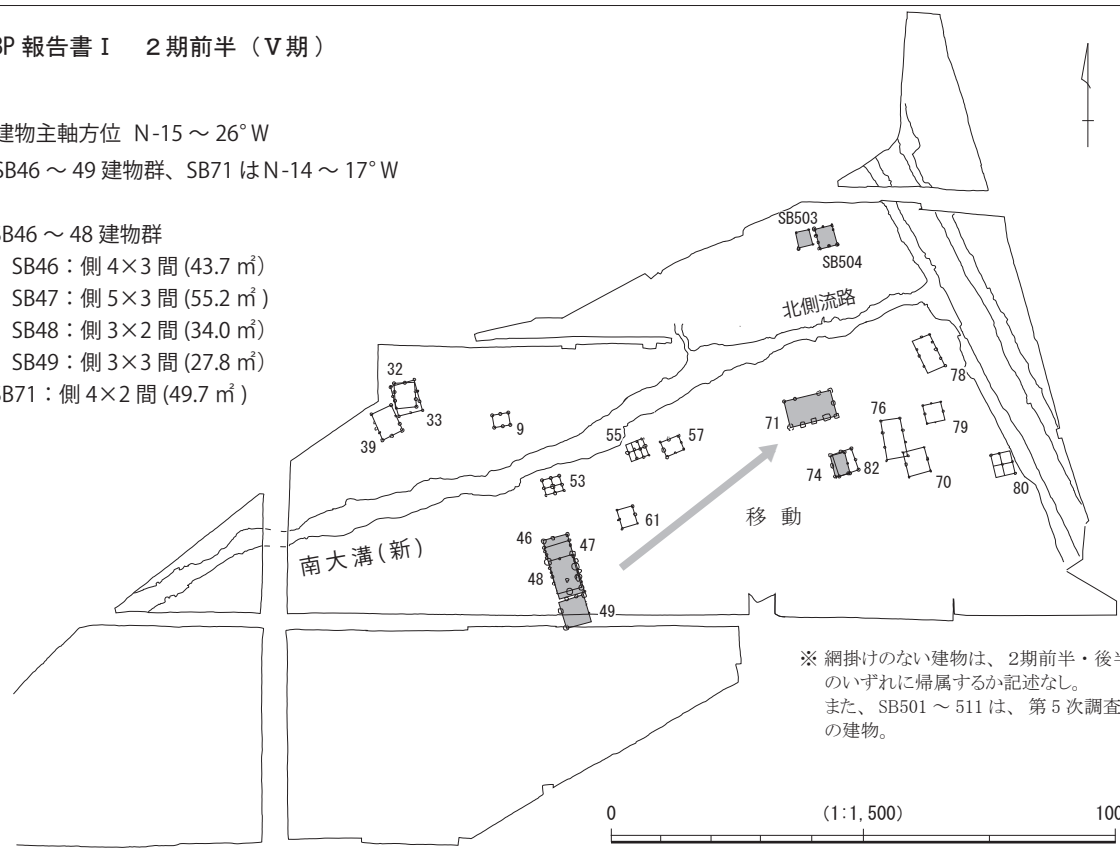 BP 報告書Ⅰ　２期前半（Ⅴ期）
建物主軸方位 N-15 ～ 26° W
SB46 ～ 49 建物群、SB71 は N-14 ～ 17° W
SB46 ～ 48 建物群
SB46：側 4×3 間 (43.7 ㎡)
SB47：側 5×3 間 (55.2 ㎡)
SB48：側 3×2 間 (34.0 ㎡)
SB49：側 3×3 間 (27.8 ㎡)
SB71：側 4×2 間 (49.7 ㎡)
SB503
SB504
北側流路
32
33
39
9
78
71
76
79
55
57
74
82
70
80
53
61
移 動
46
47
南大溝(新)
48
49
※ 網掛けのない建物は、2期前半・後半
のいずれに帰属するか記述なし。
また、SB501 ～ 511 は、第 5 次調査
の建物。
0
(1:1,500)
100